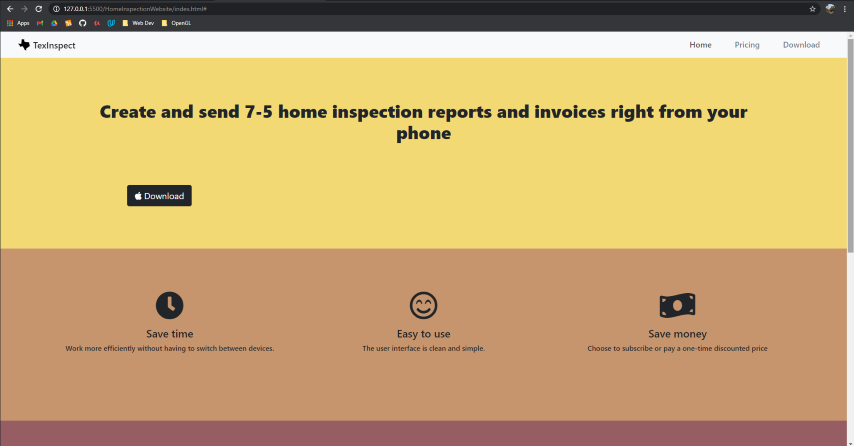 127.0.0.1:5500/HomeInspectionWebsite/index.html#
Apps Web Dev OpenGL
TexInspect Home Pricing Download
Create and send 7-5 home inspection reports and invoices right from your
phone
Download
Save time Easy to use Save money
Work more efficiently without having to switch between devices. The user interface is clean and simple. Choose to subscribe or pay a one-time discounted price